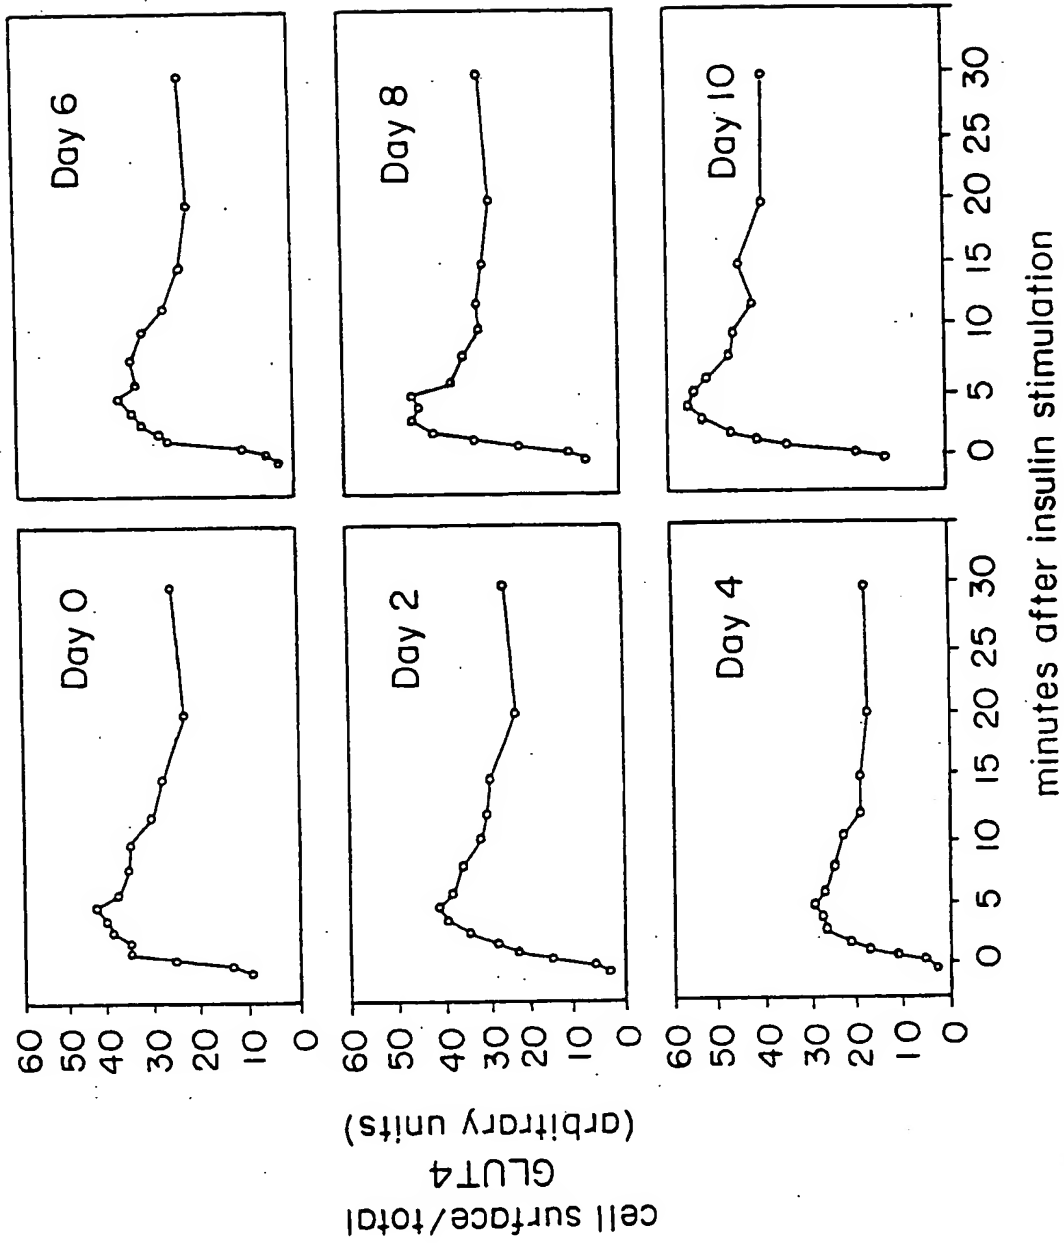 Day 0
Day 6
60
50
40
30
20
10
0
Day 2
Day 8
60
50
40
30
20
10
0
Day 4
Day 10
60
50
40
30
20
10
0
0 5 10 15 20 25 30
0 5 10 15 20 25 30
cell surface/total
GLUT4
(arbitrary units)
minutes after insulin stimulation